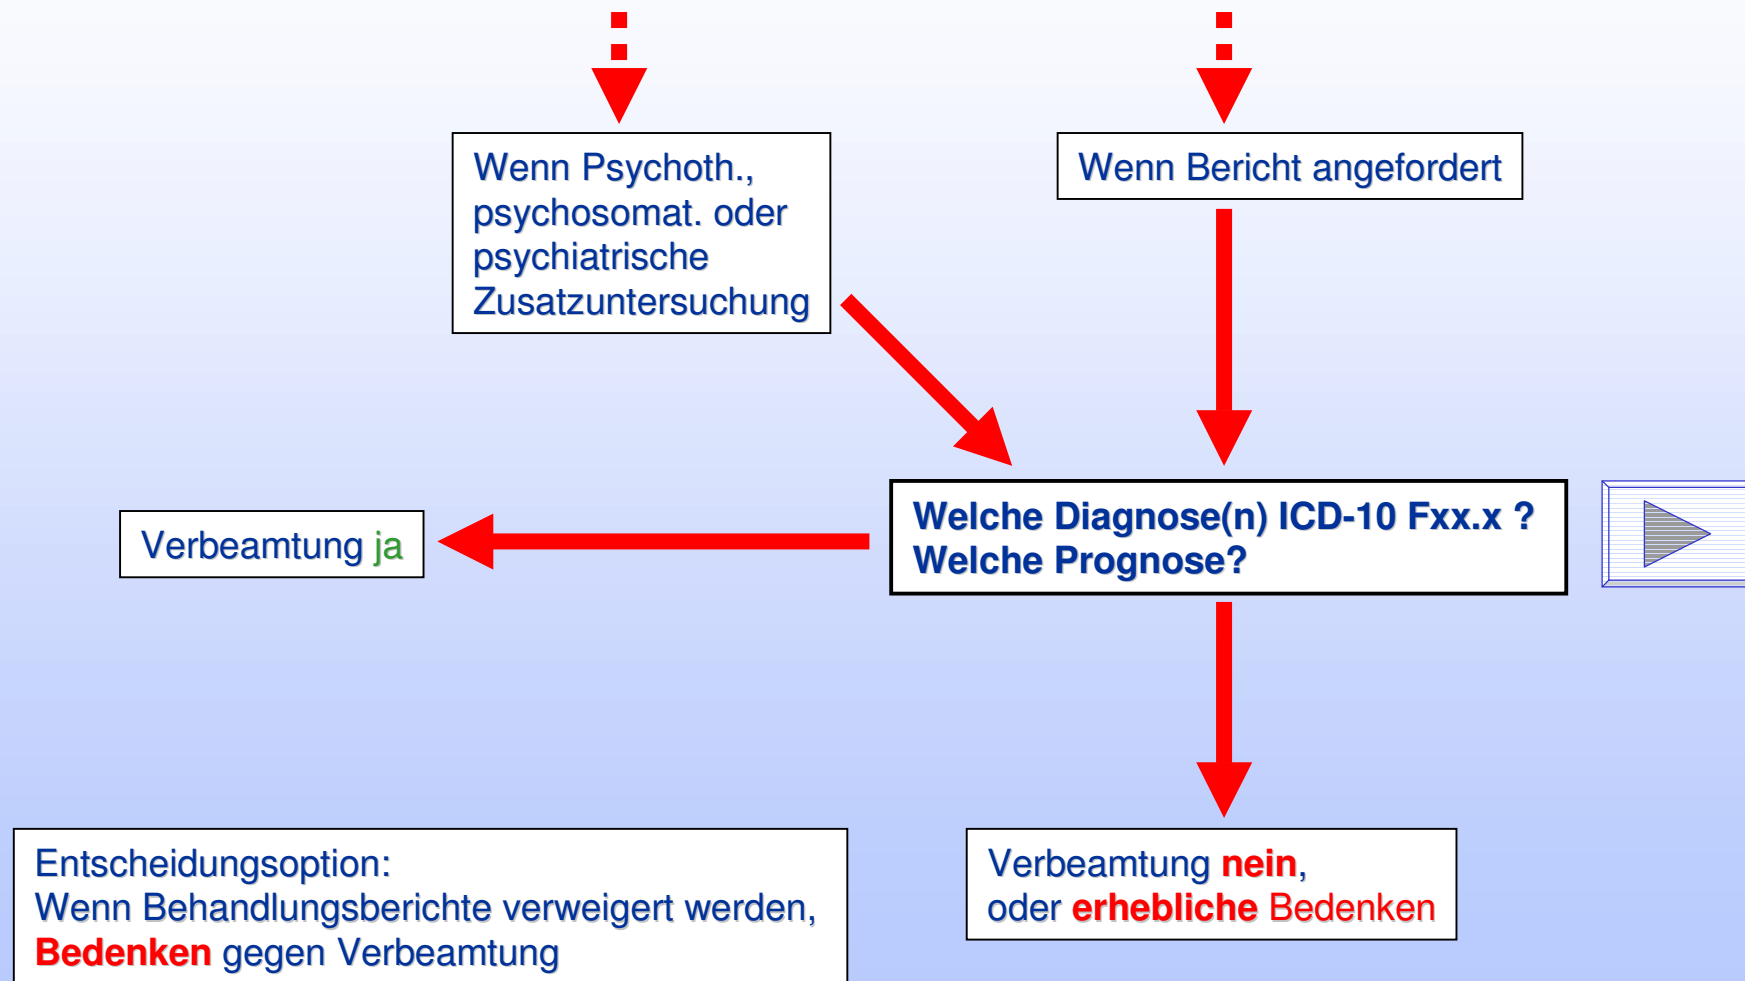 Wenn Psychoth.,
psychosomat. oder
psychiatrische
Zusatzuntersuchung
Wenn Bericht angefordert
Verbeamtung ja
Welche Diagnose(n) ICD-10 Fxx.x ?
Welche Prognose?
Entscheidungsoption:
Wenn Behandlungsberichte verweigert werden,
Bedenken gegen Verbeamtung
Verbeamtung nein,
oder erhebliche Bedenken